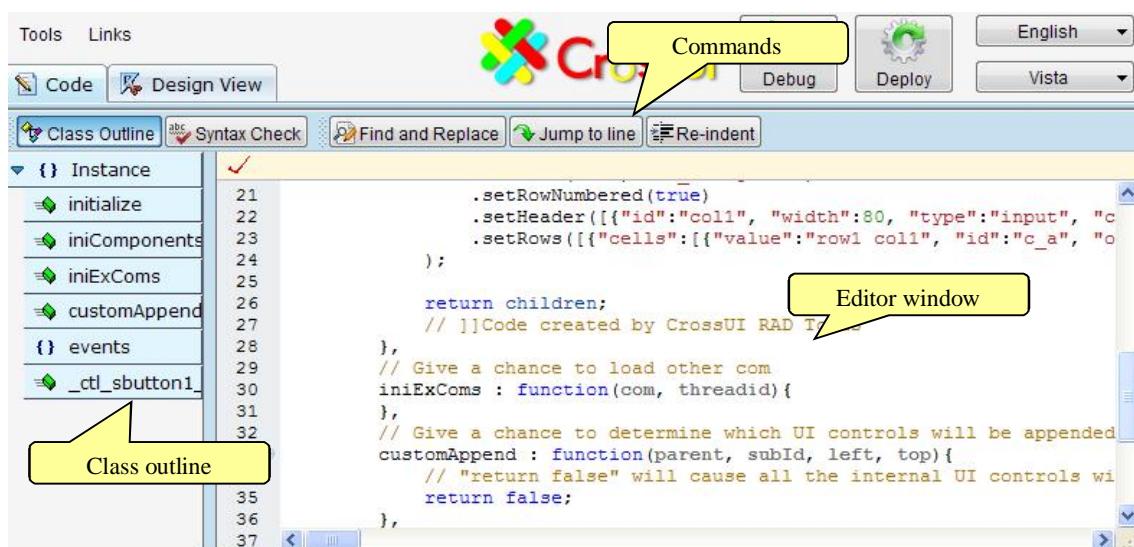 Tools Links
Commands
English
Debug
Deploy
Vista
Code
Design View
Class Outline
Syntax Check
Find and Replace
Jump to line
Re-indent
{} Instance
initialize
iniComponents
iniExComs
customAppend
{} events
_ctl_sbutton1_
Class outline
21 .setRowNumbered(true)
22 .setHeader([{"id":"col1", "width":80, "type":"input", "c
23 .setRows([{"cells":[{"value":"row1 col1", "id":"c_a", "o
24 );
25
26 return children;
Editor window
27 // ]]Code created by CrossUI RAD
28 },
29 // Give a chance to load other com
30 iniExComs : function(com, threadid){
31 },
32 // Give a chance to determine which UI controls will be appended
customAppend : function(parent, subId, left, top){
// "return false" will cause all the internal UI controls wi
35 return false;
36 },
37